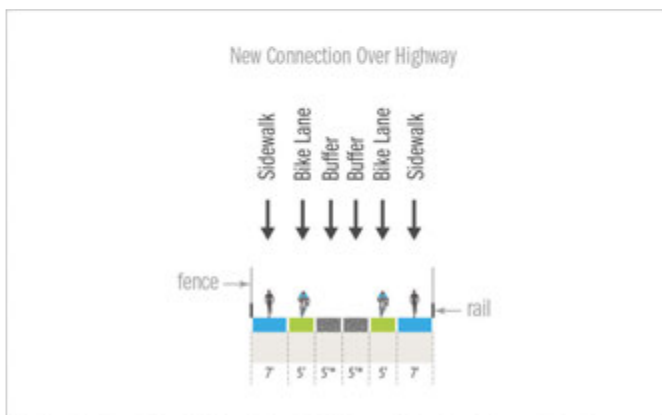 New Connection Over Highway
Sidewalk
Bike Lane
Buffer
Buffer
Bike Lane
Sidewalk
fence
rail
7' 5' 5'* 5'* 5' 7'